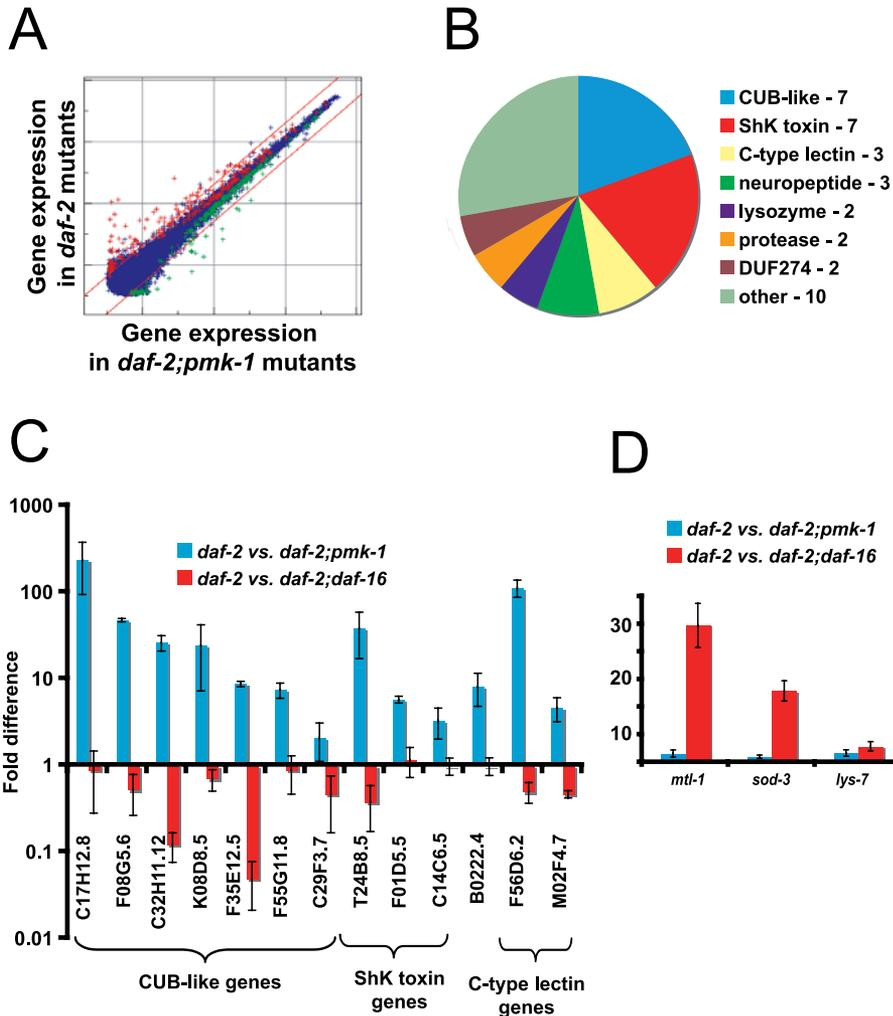 A
Gene expression
in daf-2 mutants
Gene expression
in daf-2;pmk-1 mutants
B
CUB-like - 7
ShK toxin - 7
C-type lectin - 3
neuropeptide - 3
lysozyme - 2
protease - 2
DUF274 - 2
other - 10
C
Fold difference
1000
100
10
1
0.1
0.01
daf-2 vs. daf-2;pmk-1
daf-2 vs. daf-2;daf-16
C17H12.8
F08G5.6
C32H11.12
K08D8.5
F35E12.5
F55G11.8
C29F3.7
T24B8.5
F01D5.5
C14C6.5
B0222.4
F56D6.2
M02F4.7
CUB-like genes
ShK toxin
genes
C-type lectin
genes
D
daf-2 vs. daf-2;pmk-1
daf-2 vs. daf-2;daf-16
30
20
10
mtl-1
sod-3
lys-7